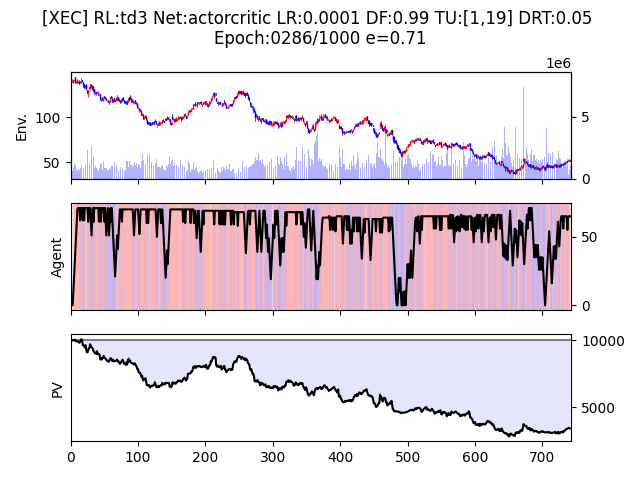 [XEC] RL:td3 Net:actorcritic LR:0.0001 DF:0.99 TU:[1,19] DRT:0.05
Epoch:0286/1000 e=0.71
1e6
Env.
100
50
5
0
Agent
50
0
PV
10000
5000
0 100 200 300 400 500 600 700